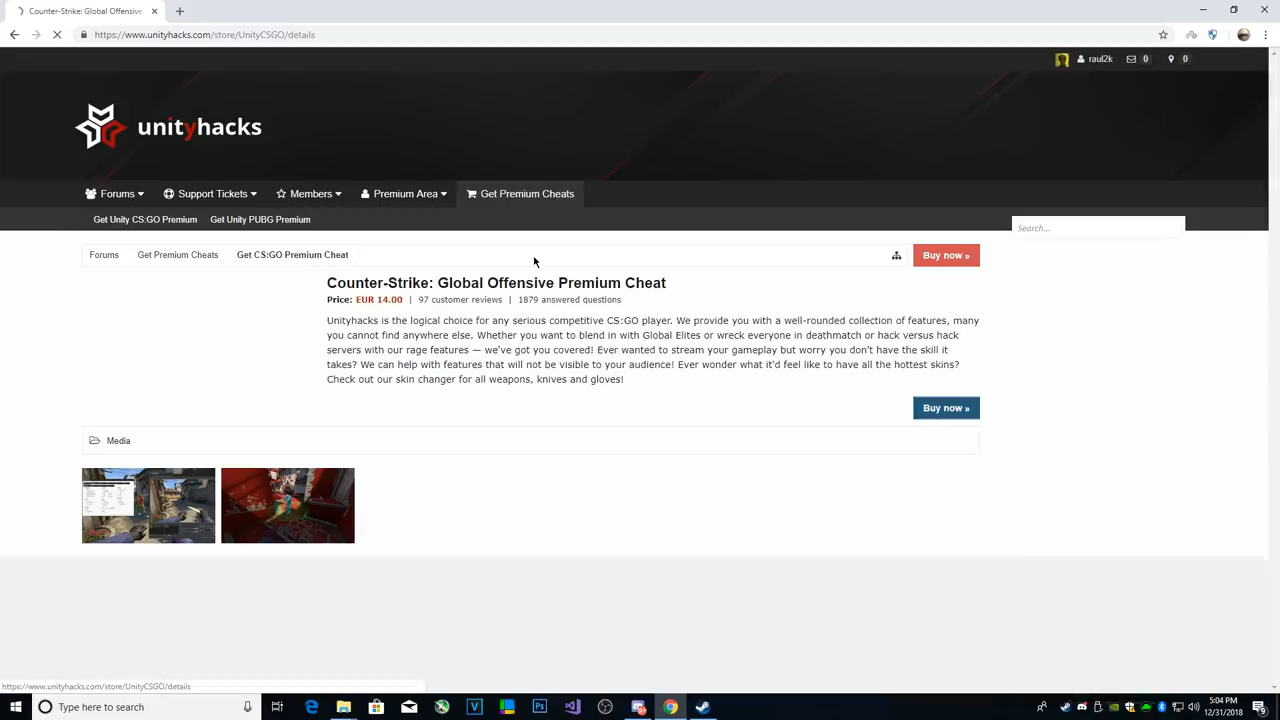 Counter-Strike: Global Offensive
https://www.unityhacks.com/store/UnityCSGO/details
raul2k 0 0
unityhacks
Forums Support Tickets Members Premium Area Get Premium Cheats
Get Unity CS:GO Premium Get Unity PUBG Premium
Search...
Forums Get Premium Cheats Get CS:GO Premium Cheat Buy now »
Counter-Strike: Global Offensive Premium Cheat
Price: EUR 14.00 | 97 customer reviews | 1879 answered questions
Unityhacks is the logical choice for any serious competitive CS:GO player. We provide you with a well-rounded collection of features, many
you cannot find anywhere else. Whether you want to blend in with Global Elites or wreck everyone in deathmatch or hack versus hack
servers with our rage features — we've got you covered! Ever wanted to stream your gameplay but worry you don't have the skill it
takes? We can help with features that will not be visible to your audience! Ever wonder what it'd feel like to have all the hottest skins?
Check out our skin changer for all weapons, knives and gloves!
Buy now »
Media
https://www.unityhacks.com/store/UnityCSGO/details
Type here to search
5:04 PM
12/31/2018